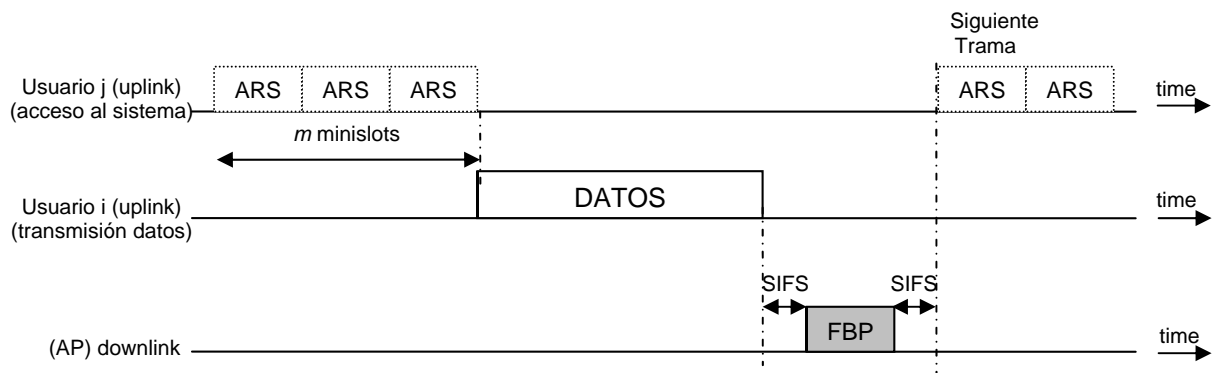 Siguiente
Trama
Usuario j (uplink)
(acceso al sistema)
ARS ARS ARS
ARS ARS
time
m minislots
Usuario i (uplink)
(transmisión datos)
DATOS
time
SIFS SIFS
FBP
(AP) downlink
time